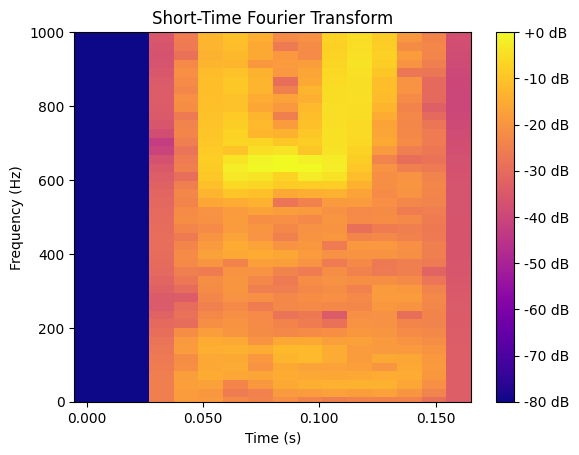 Short-Time Fourier Transform
1000
800
600
400
200
0
Frequency (Hz)
0.000
0.050
0.100
0.150
Time (s)
+0 dB
-10 dB
-20 dB
-30 dB
-40 dB
-50 dB
-60 dB
-70 dB
-80 dB